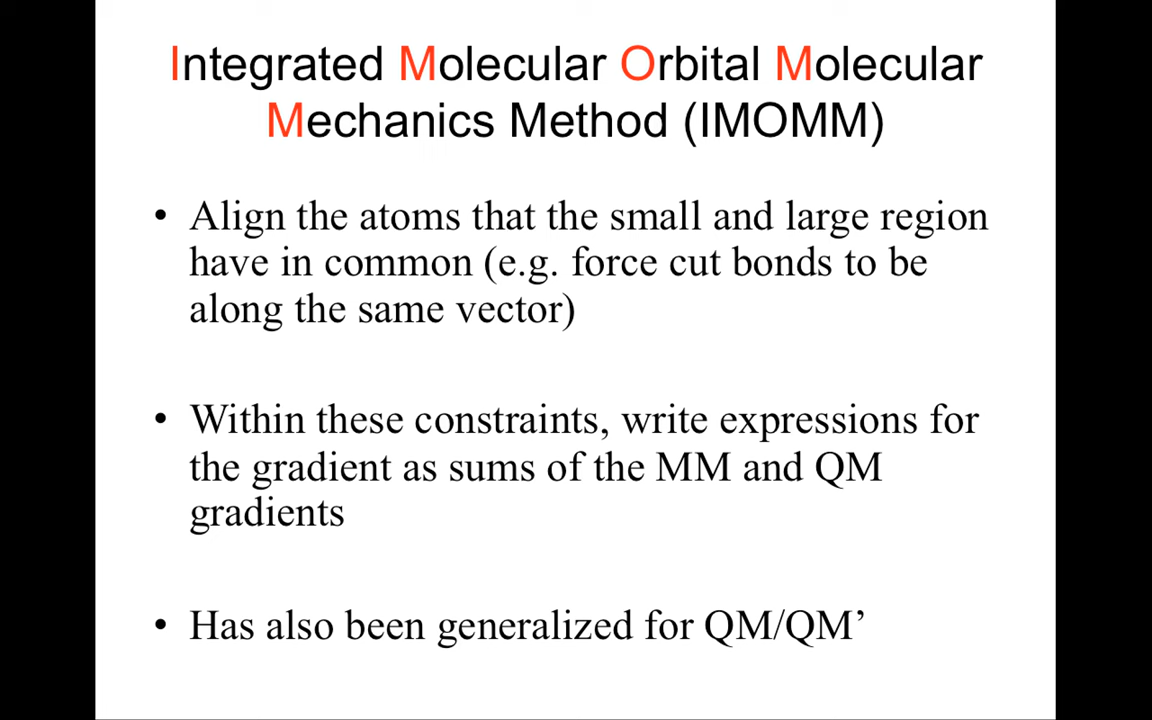 Integrated Molecular Orbital Molecular
Mechanics Method (IMOMM)
• Align the atoms that the small and large region
have in common (e.g. force cut bonds to be
along the same vector)
• Within these constraints, write expressions for
the gradient as sums of the MM and QM
gradients
• Has also been generalized for QM/QM’